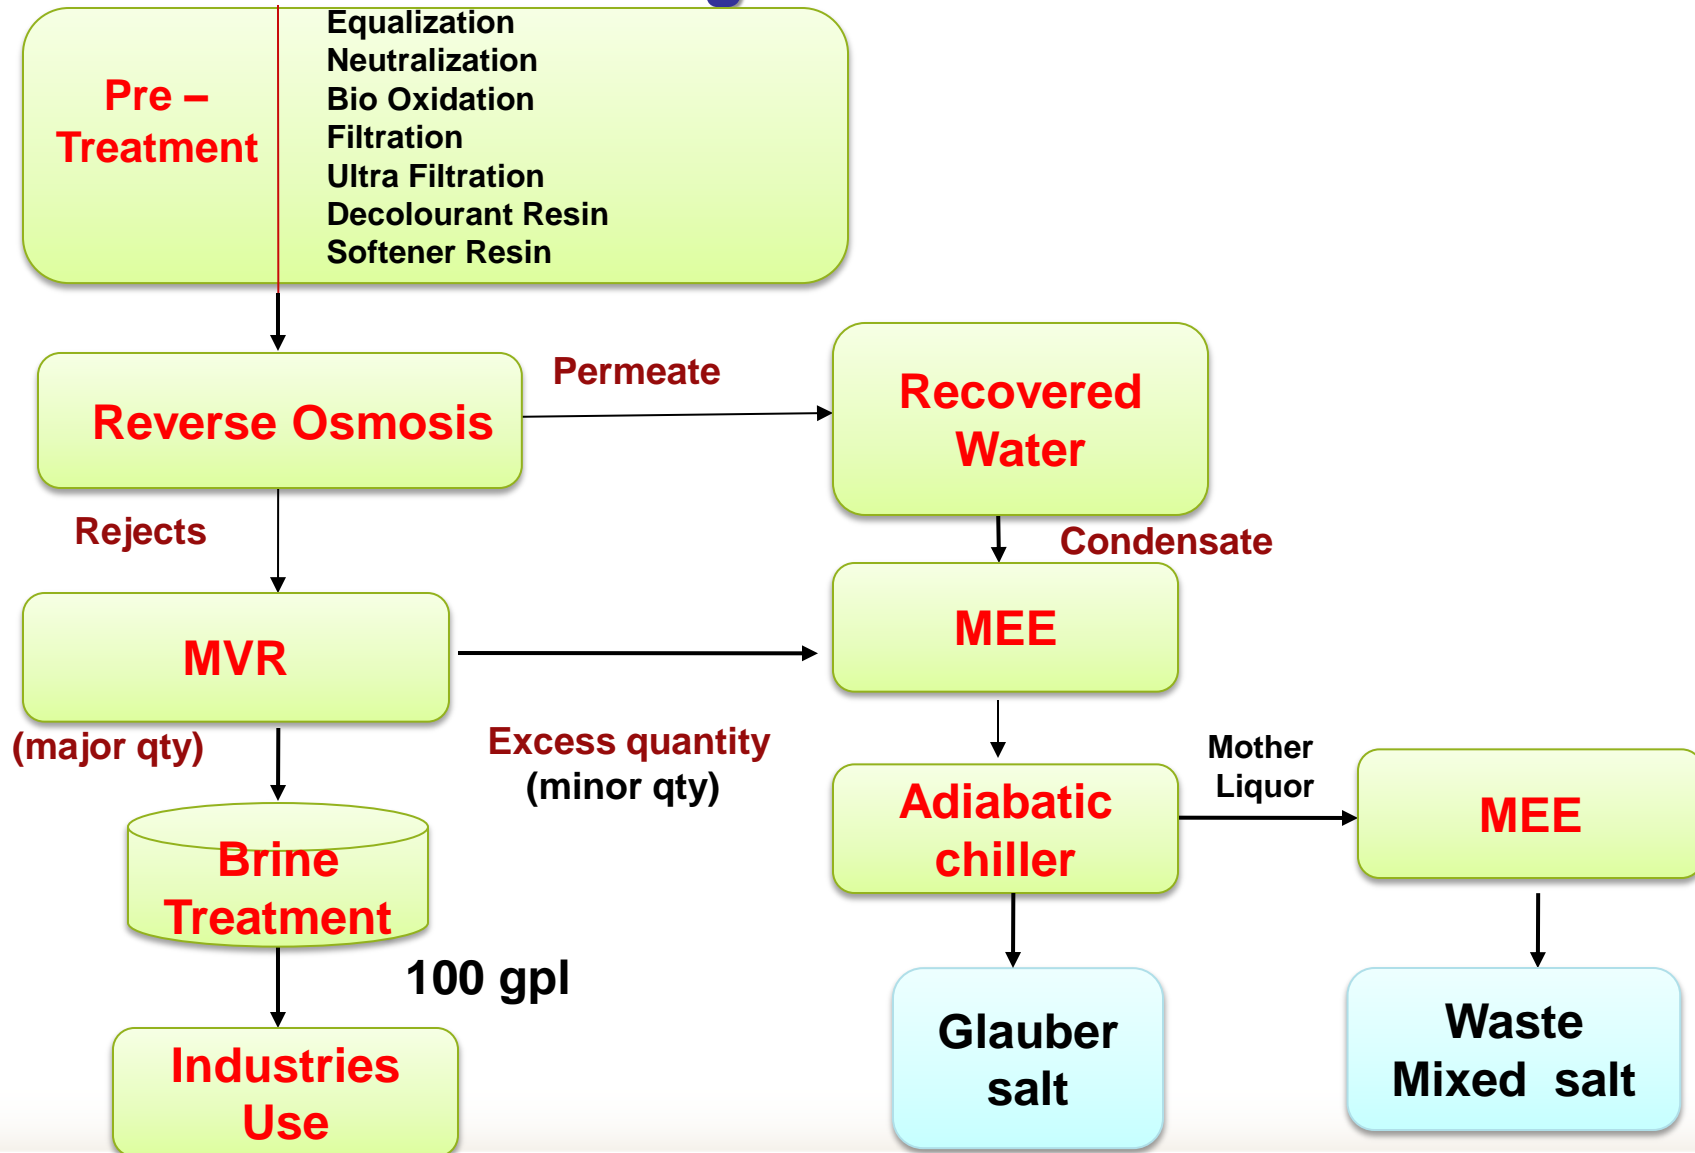 Pre –
Treatment
Equalization
Neutralization
Bio Oxidation
Filtration
Ultra Filtration
Decolourant Resin
Softener Resin
Reverse Osmosis
Permeate
Recovered
Water
Rejects
Condensate
MVR
MEE
(major qty)
Excess quantity
(minor qty)
Adiabatic
chiller
Mother
Liquor
MEE
Brine
Treatment
100 gpl
Industries
Use
Glauber
salt
Waste
Mixed salt